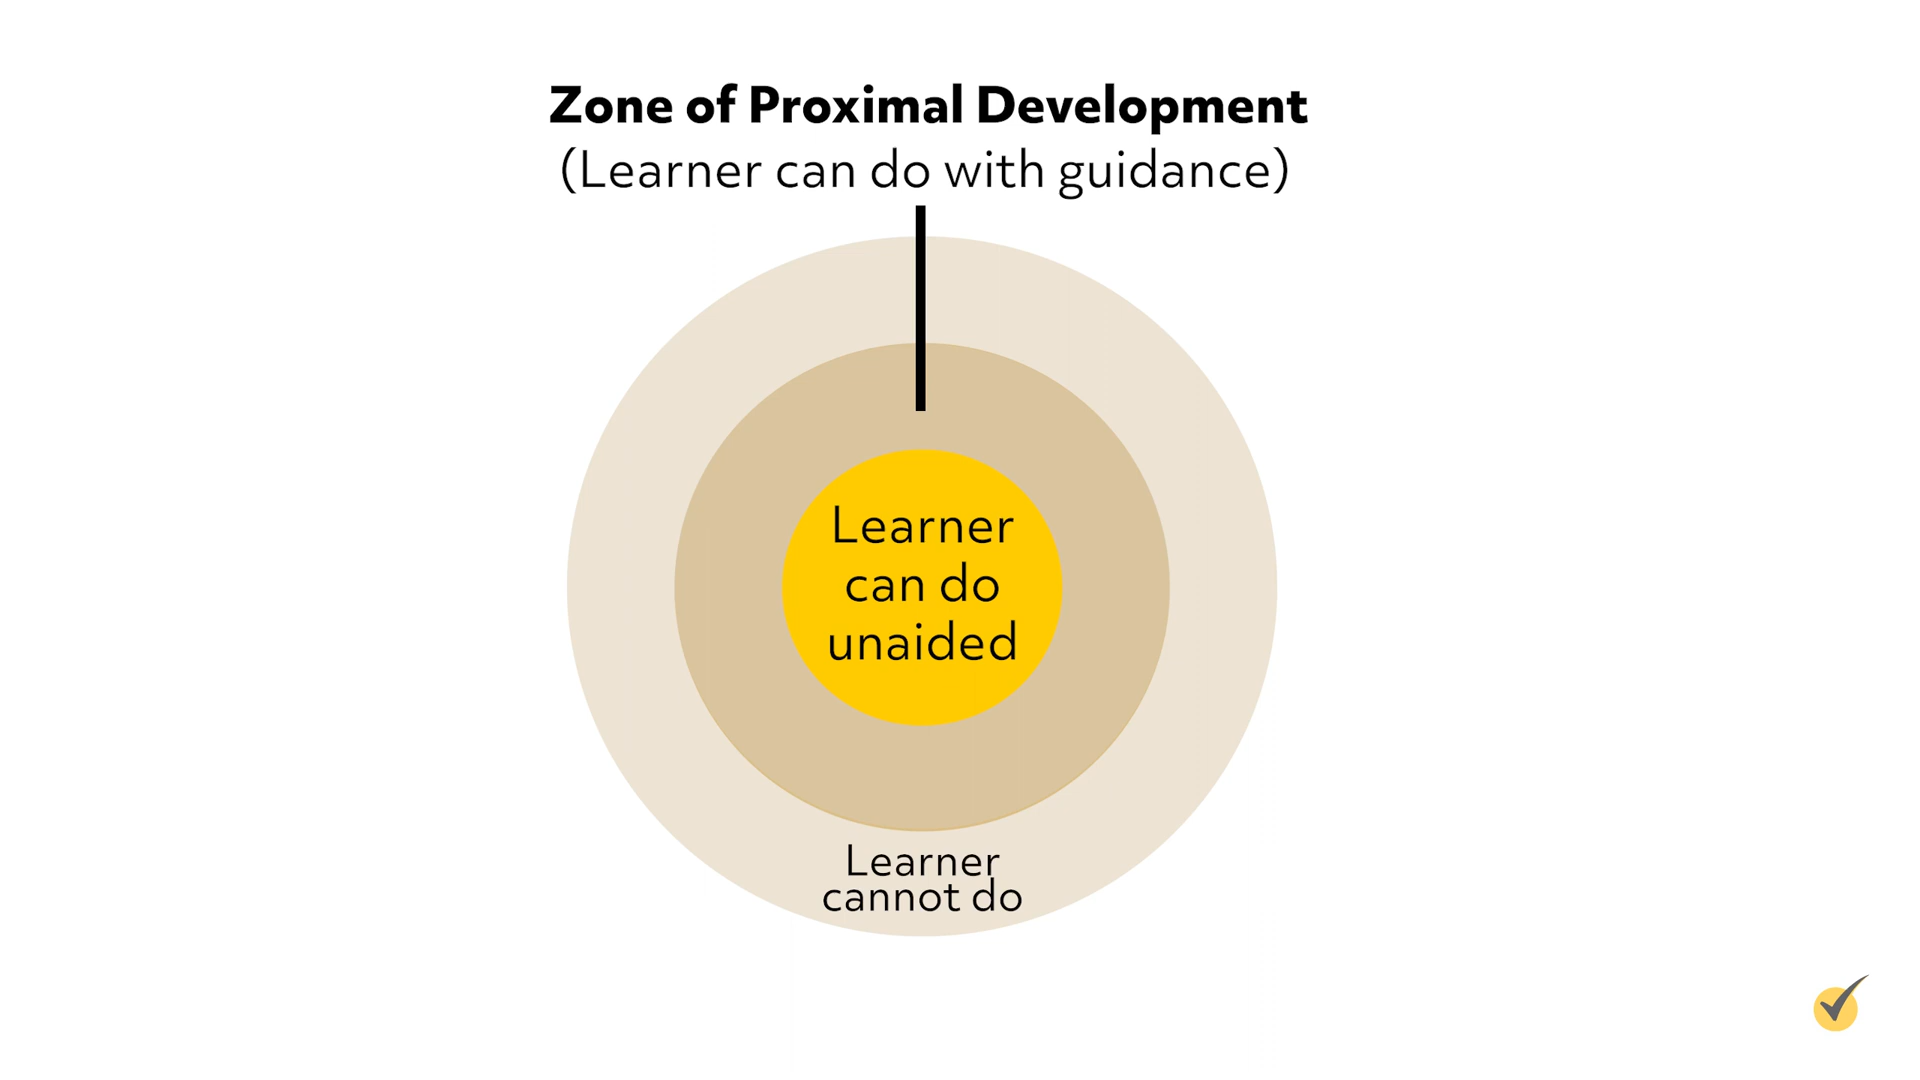 Zone of Proximal Development
(Learner can do with guidance)
Learner
can do
unaided
Learner
cannot do